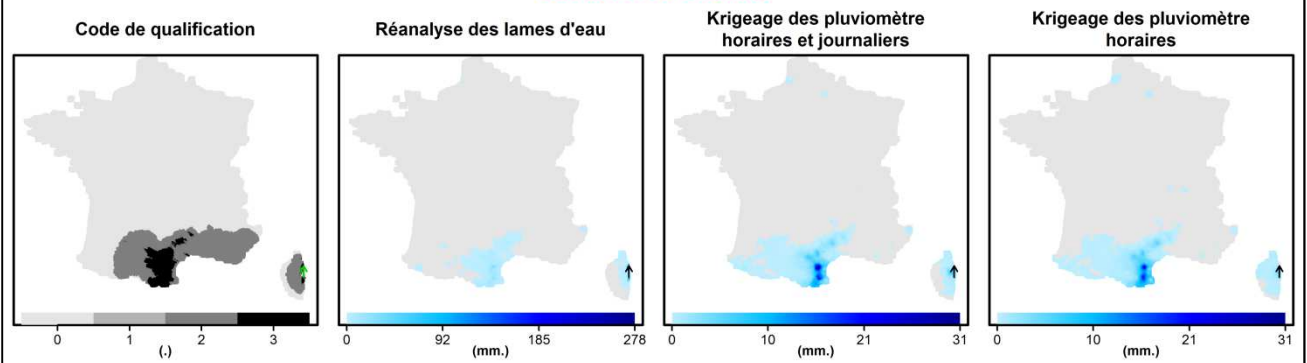 Code de qualification
Réanalyse des lames d'eau
Krigeage des pluviomètre
horaires et journaliers
Krigeage des pluviomètre
horaires
0 1 2 3
(.)
0 92 185 278
(mm.)
0 10 21 31
(mm.)
0 10 21 31
(mm.)